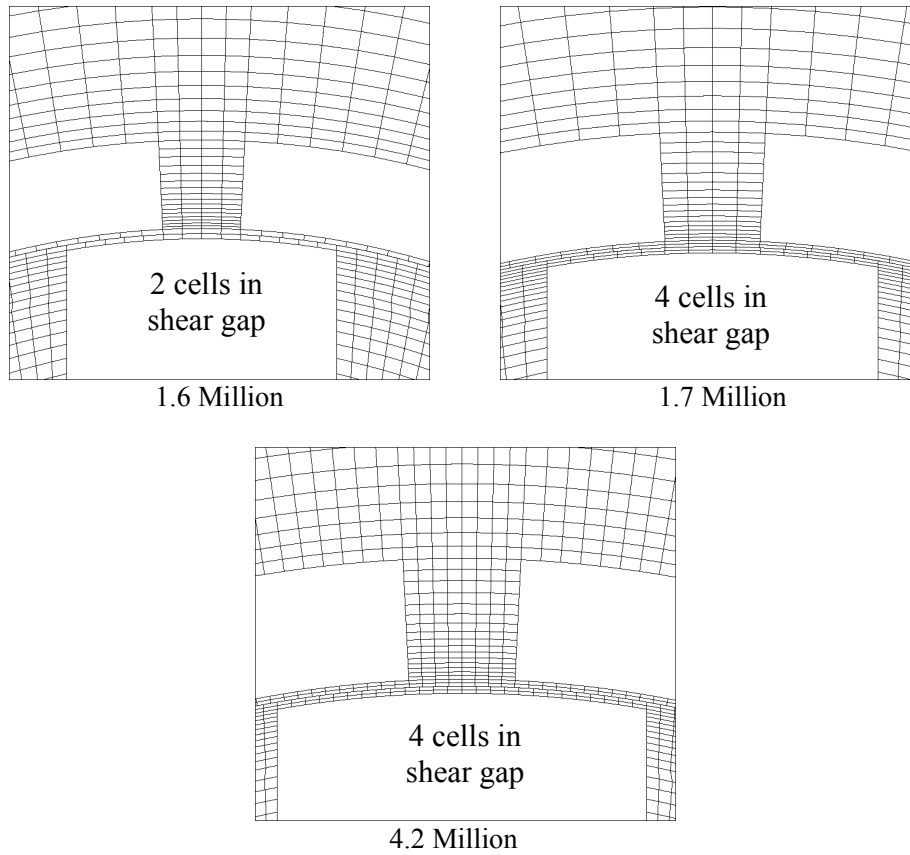 2 cells in
shear gap
1.6 Million
4 cells in
shear gap
1.7 Million
4 cells in
shear gap
4.2 Million